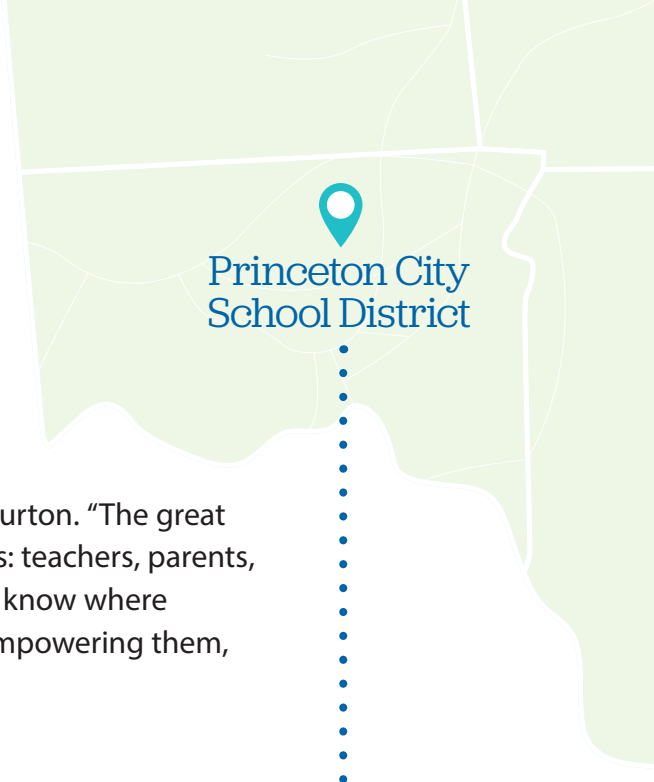 Princeton City
School District
urton. “The great
s: teachers, parents,
know where
mpowering them,